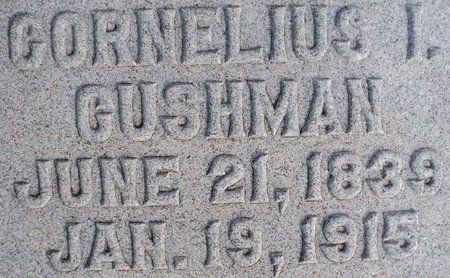 CORNELIUS I.
CUSHMAN
JUNE 21, 1839
JAN. 19, 1915